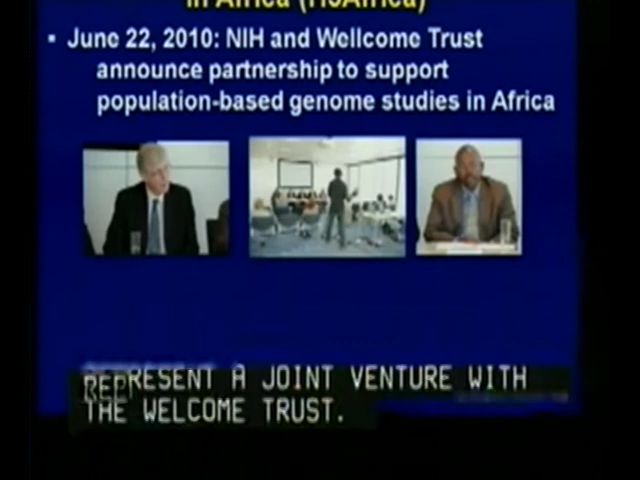 in Africa (H3Africa)
▪ June 22, 2010: NIH and Wellcome Trust
announce partnership to support
population-based genome studies in Africa
REPRESENT A JOINT VENTURE WITH
THE WELCOME TRUST.